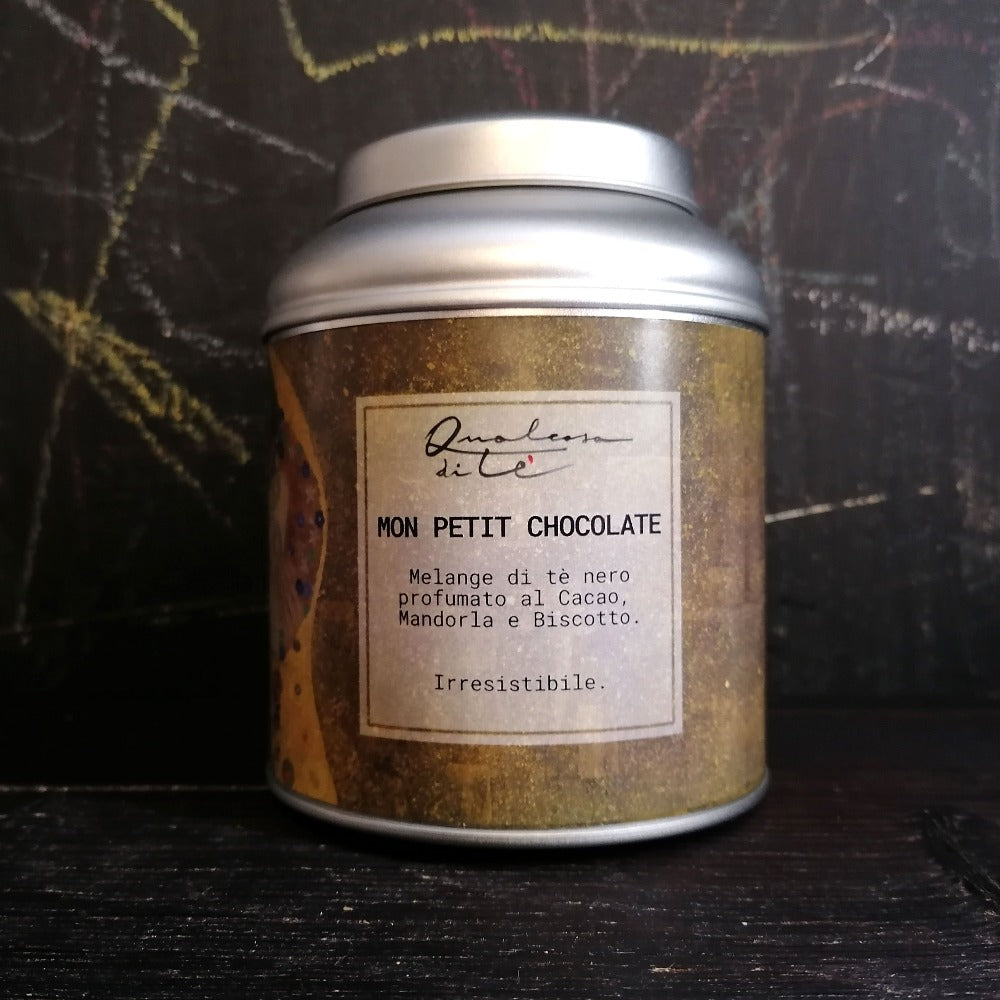 Qualcosa
di tè
MON PETIT CHOCOLATE
Melange di tè nero
profumato al Cacao,
Mandorla e Biscotto.
Irresistibile.